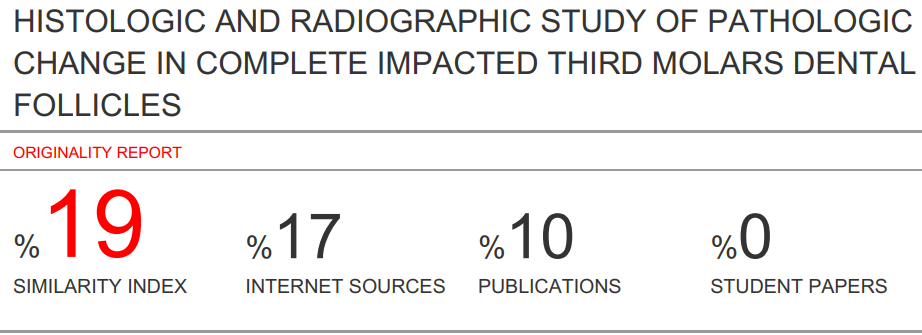 HISTOLOGIC AND RADIOGRAPHIC STUDY OF PATHOLOGIC
CHANGE IN COMPLETE IMPACTED THIRD MOLARS DENTAL
FOLLICLES
ORIGINALITY REPORT
%19 %17 %10 %0
SIMILARITY INDEX INTERNET SOURCES PUBLICATIONS STUDENT PAPERS